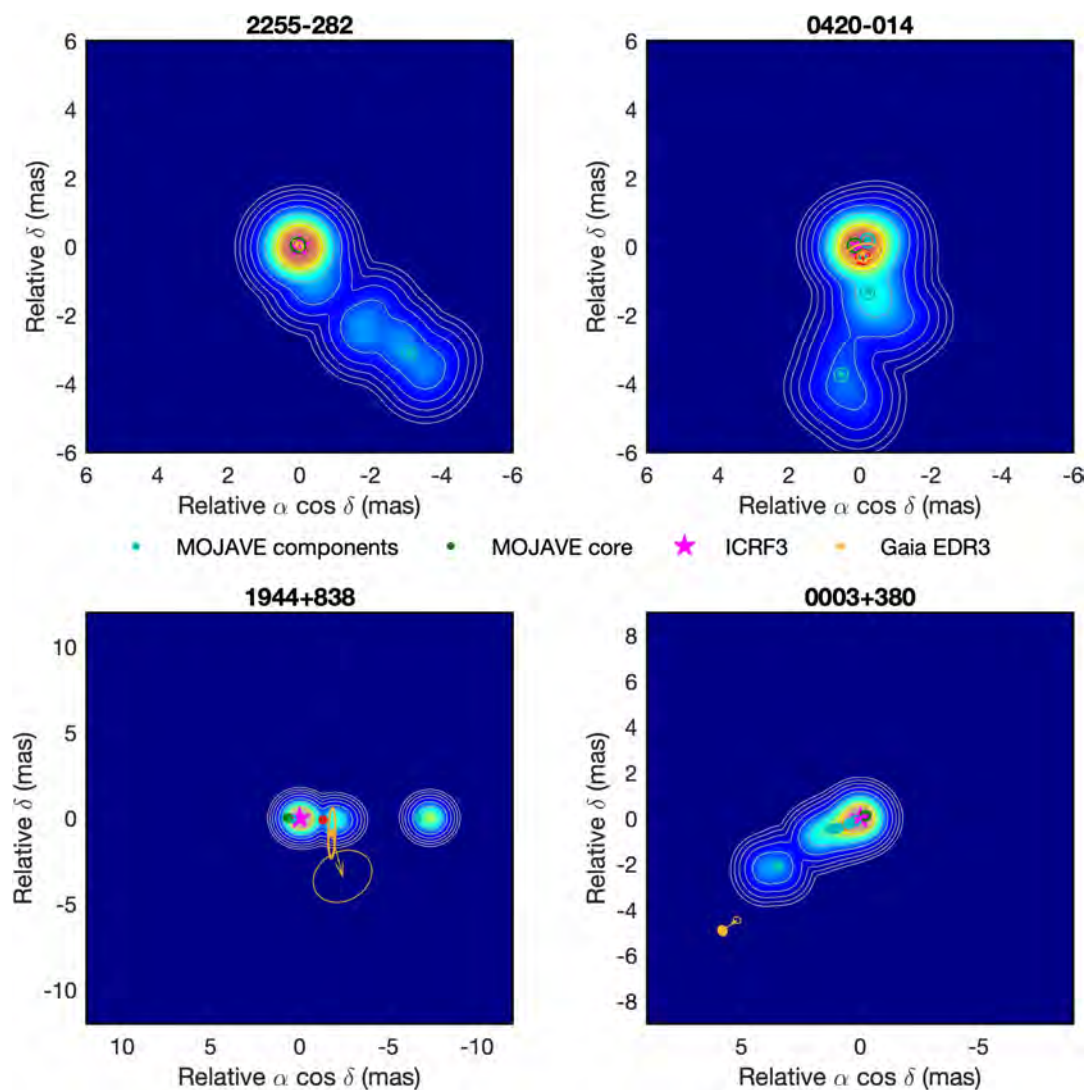 2255-282
0420-014
6
4
2
0
-2
-4
-6
Relative δ (mas)
6 4 2 0 -2 -4 -6
Relative α cos δ (mas)
6
4
2
0
-2
-4
-6
Relative δ (mas)
6 4 2 0 -2 -4 -6
Relative α cos δ (mas)
MOJAVE components MOJAVE core ICRF3 Gaia EDR3
1944+838
0003+380
10
5
0
-5
-10
Relative δ (mas)
10 5 0 -5 -10
Relative α cos δ (mas)
8
6
4
2
0
-2
-4
-6
-8
Relative δ (mas)
5 0 -5
Relative α cos δ (mas)